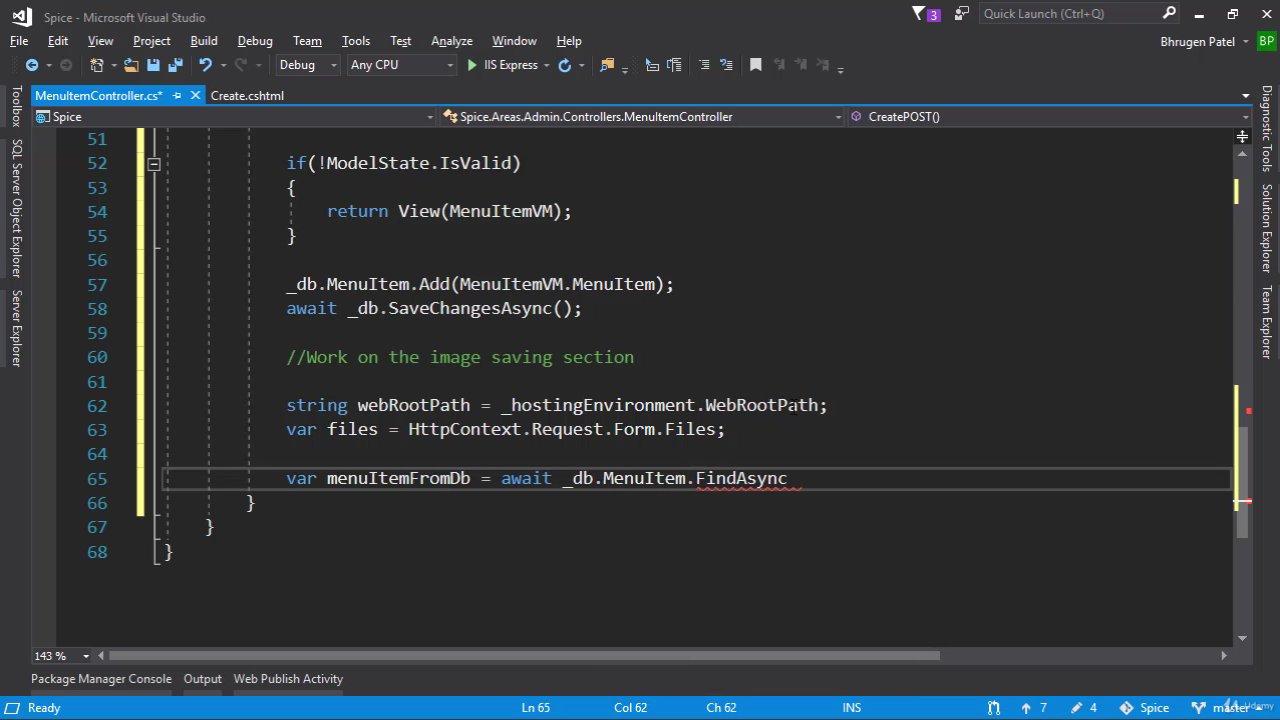 Spice - Microsoft Visual Studio
3
Quick Launch (Ctrl+Q)
File Edit View Project Build Debug Team Tools Test Analyze Window Help
Bhrugen Patel BP
Debug Any CPU IIS Express
MenuItemController.cs* Create.cshtml
Spice Spice.Areas.Admin.Controllers.MenuItemController CreatePOST()
Toolbox
SQL Server Object Explorer
Server Explorer
51
52 if(!ModelState.IsValid)
53 {
54 return View(MenuItemVM);
55 }
56
57 _db.MenuItem.Add(MenuItemVM.MenuItem);
58 await _db.SaveChangesAsync();
59
60 //Work on the image saving section
61
62 string webRootPath = _hostingEnvironment.WebRootPath;
63 var files = HttpContext.Request.Form.Files;
64
65 var menuItemFromDb = await _db.MenuItem.FindAsync
66 }
67 }
68 }
Diagnostic Tools
Solution Explorer
Team Explorer
143 %
Package Manager Console Output Web Publish Activity
Ready Ln 65 Col 62 Ch 62 INS 7 4 Spice master
Udemy